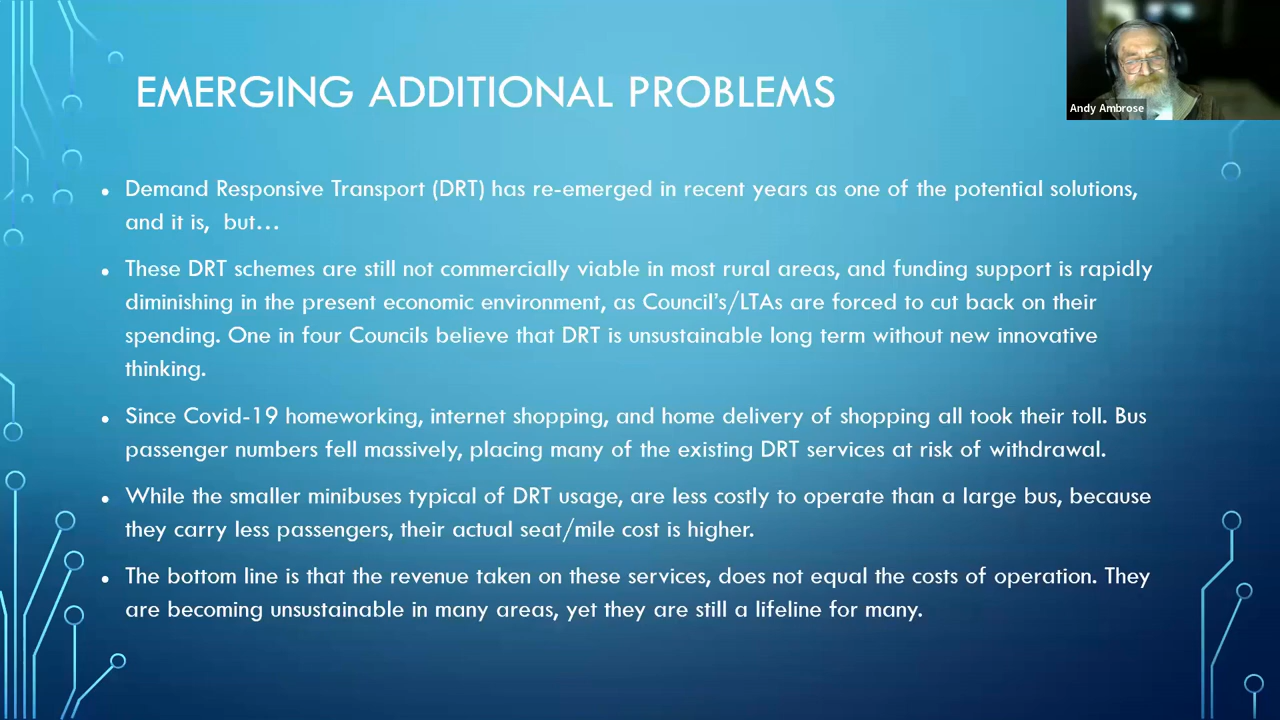 EMERGING ADDITIONAL PROBLEMS
Andy Ambrose
• Demand Responsive Transport (DRT) has re-emerged in recent years as one of the potential solutions,
and it is,  but…
• These DRT schemes are still not commercially viable in most rural areas, and funding support is rapidly
diminishing in the present economic environment, as Council's/LTAs are forced to cut back on their
spending. One in four Councils believe that DRT is unsustainable long term without new innovative
thinking.
• Since Covid-19 homeworking, internet shopping, and home delivery of shopping all took their toll. Bus
passenger numbers fell massively, placing many of the existing DRT services at risk of withdrawal.
• While the smaller minibuses typical of DRT usage, are less costly to operate than a large bus, because
they carry less passengers, their actual seat/mile cost is higher.
• The bottom line is that the revenue taken on these services, does not equal the costs of operation. They
are becoming unsustainable in many areas, yet they are still a lifeline for many.